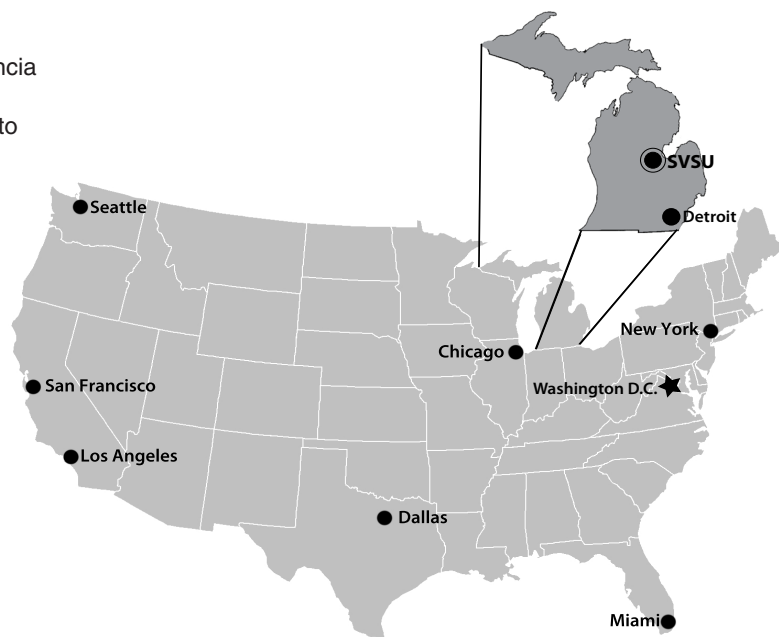 ncia
to
SVSU
Seattle
Detroit
New York
Chicago
San Francisco
Washington D.C.
Los Angeles
Dallas
Miami